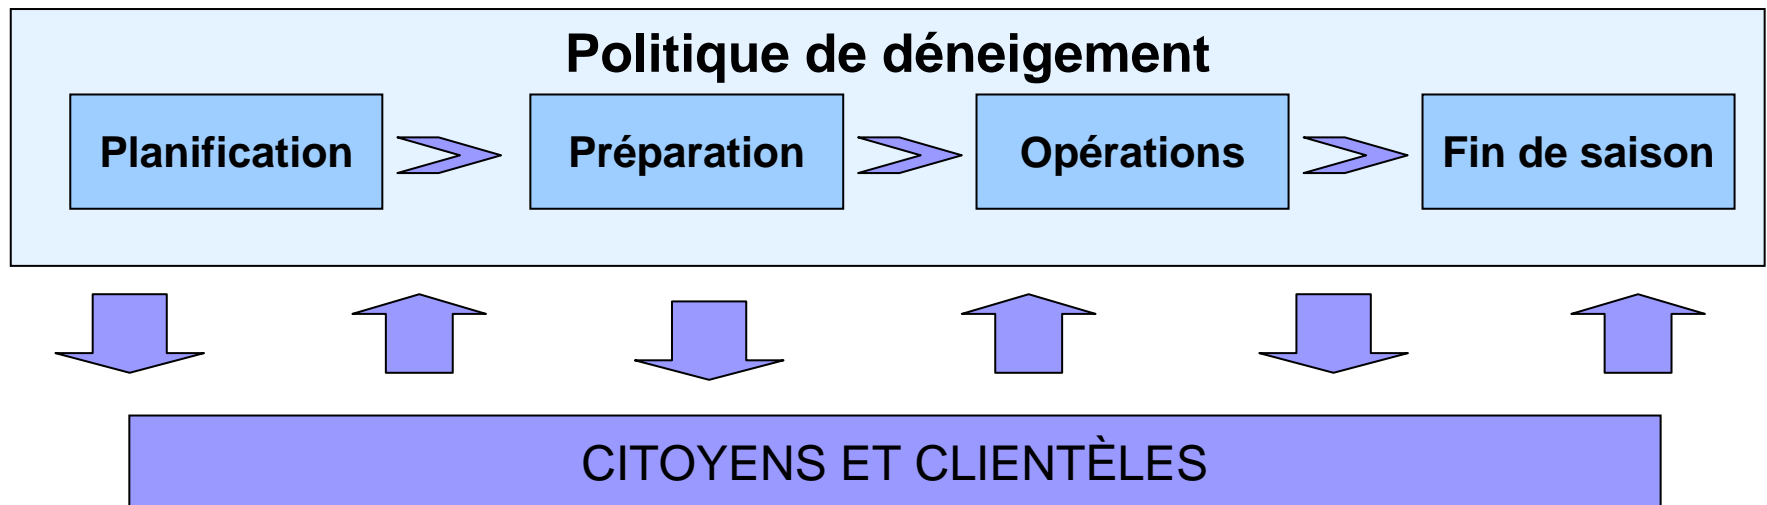 Politique de déneigement
Planification
Préparation
Opérations
Fin de saison
CITOYENS ET CLIENTÈLES